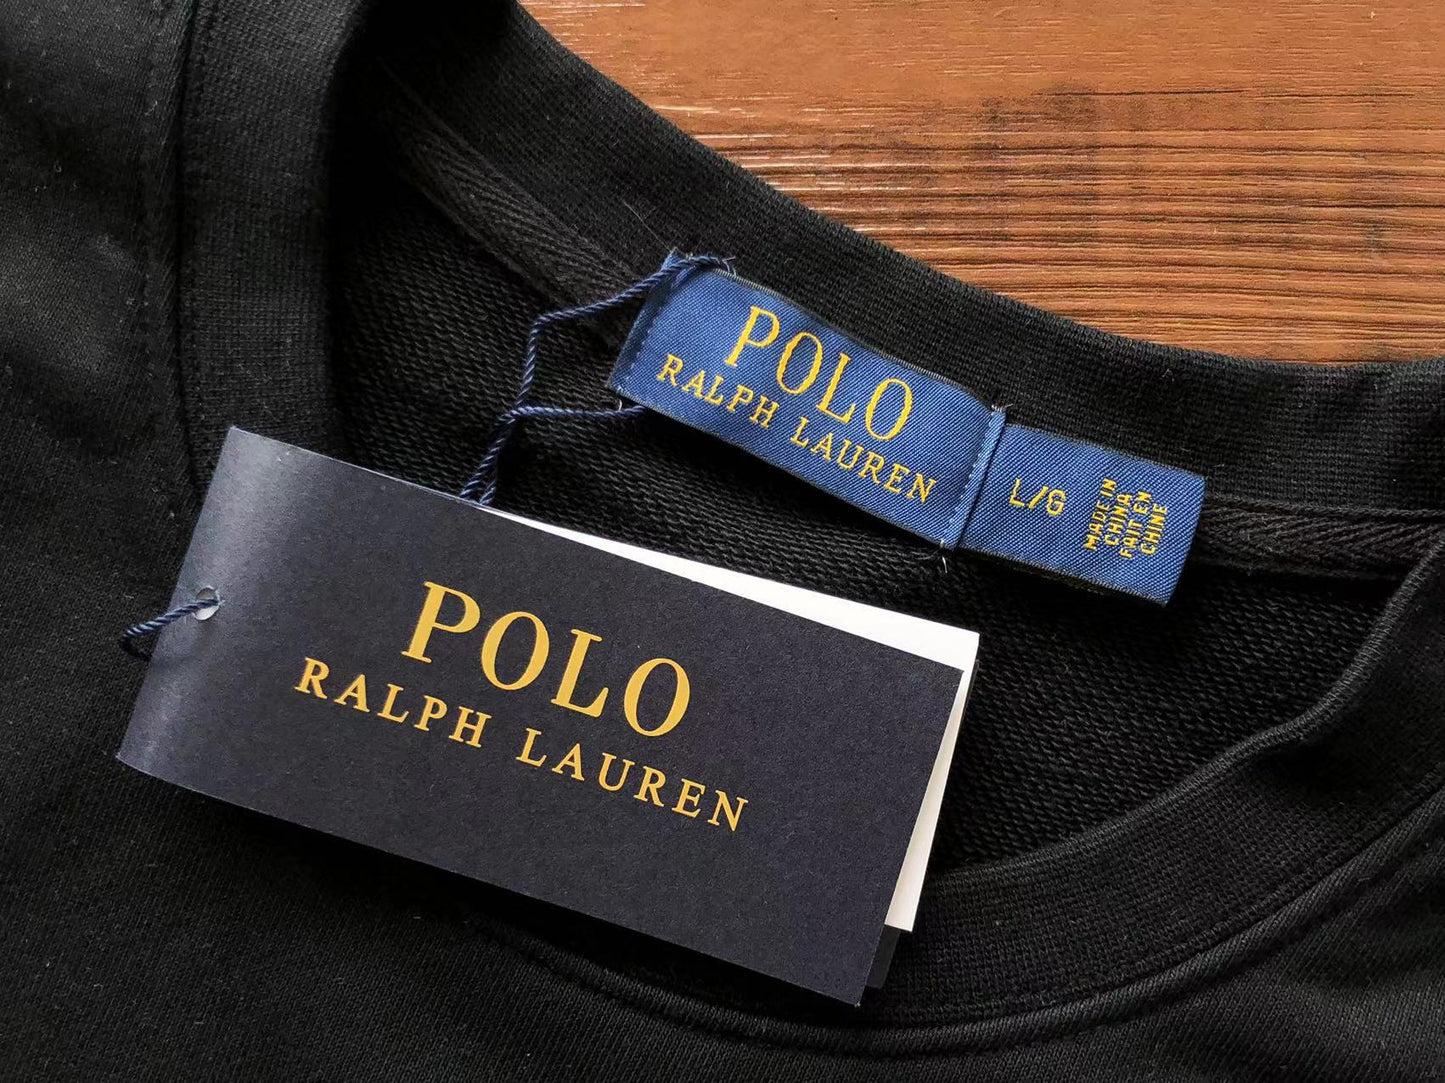 POLO
RALPH LAUREN
L/G
MADE IN
CHINA
FAIT EN
CHINE
POLO
RALPH LAUREN